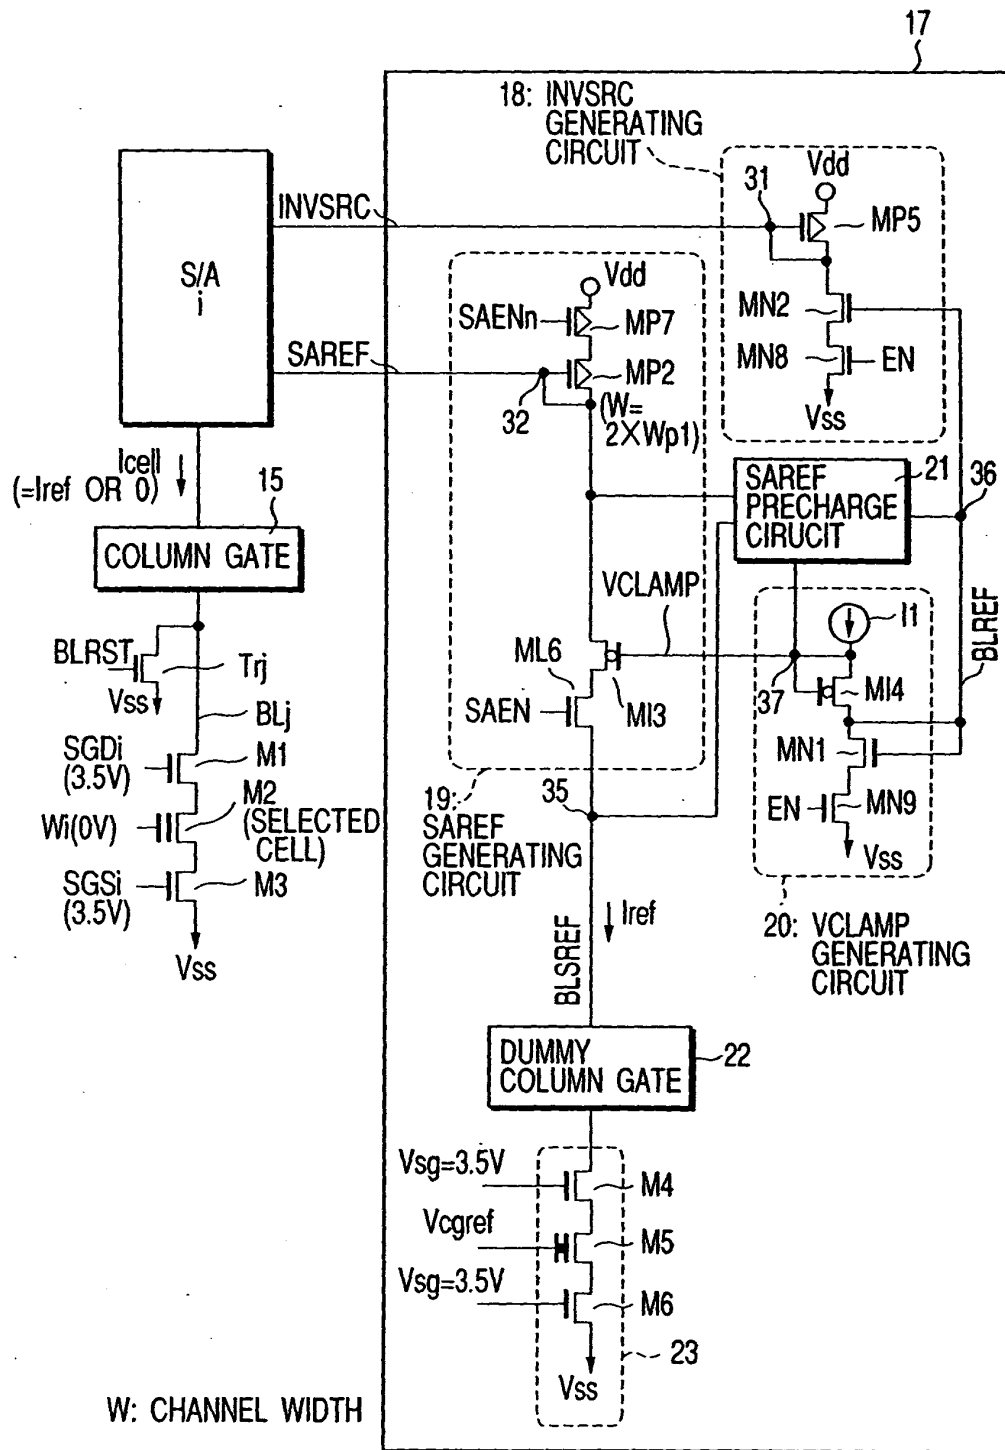 17
18: INVSRC
GENERATING
CIRCUIT
Vdd
31
MP5
INVSRC
S/A
i
Vdd
MN2
SAENn
MP7
MN8
EN
SAREF
MP2
32
(W=
2×Wp1)
Vss
Icell
(=Iref OR 0)
15
COLUMN GATE
SAREF
PRECHARGE
CIRUCIT
21
36
VCLAMP
I1
BLREF
BLRST
Trj
Vss
ML6
37
MI4
SAEN
MI3
BLj
MN1
SGDi
(3.5V)
M1
M2
(SELECTED
CELL)
Wi(0V)
EN
MN9
19:
SAREF
GENERATING
CIRCUIT
35
Vss
SGSi
(3.5V)
M3
Iref
20: VCLAMP
GENERATING
CIRCUIT
Vss
BLSREF
DUMMY
COLUMN GATE
22
Vsg=3.5V
M4
Vcgref
M5
Vsg=3.5V
M6
23
Vss
W: CHANNEL WIDTH